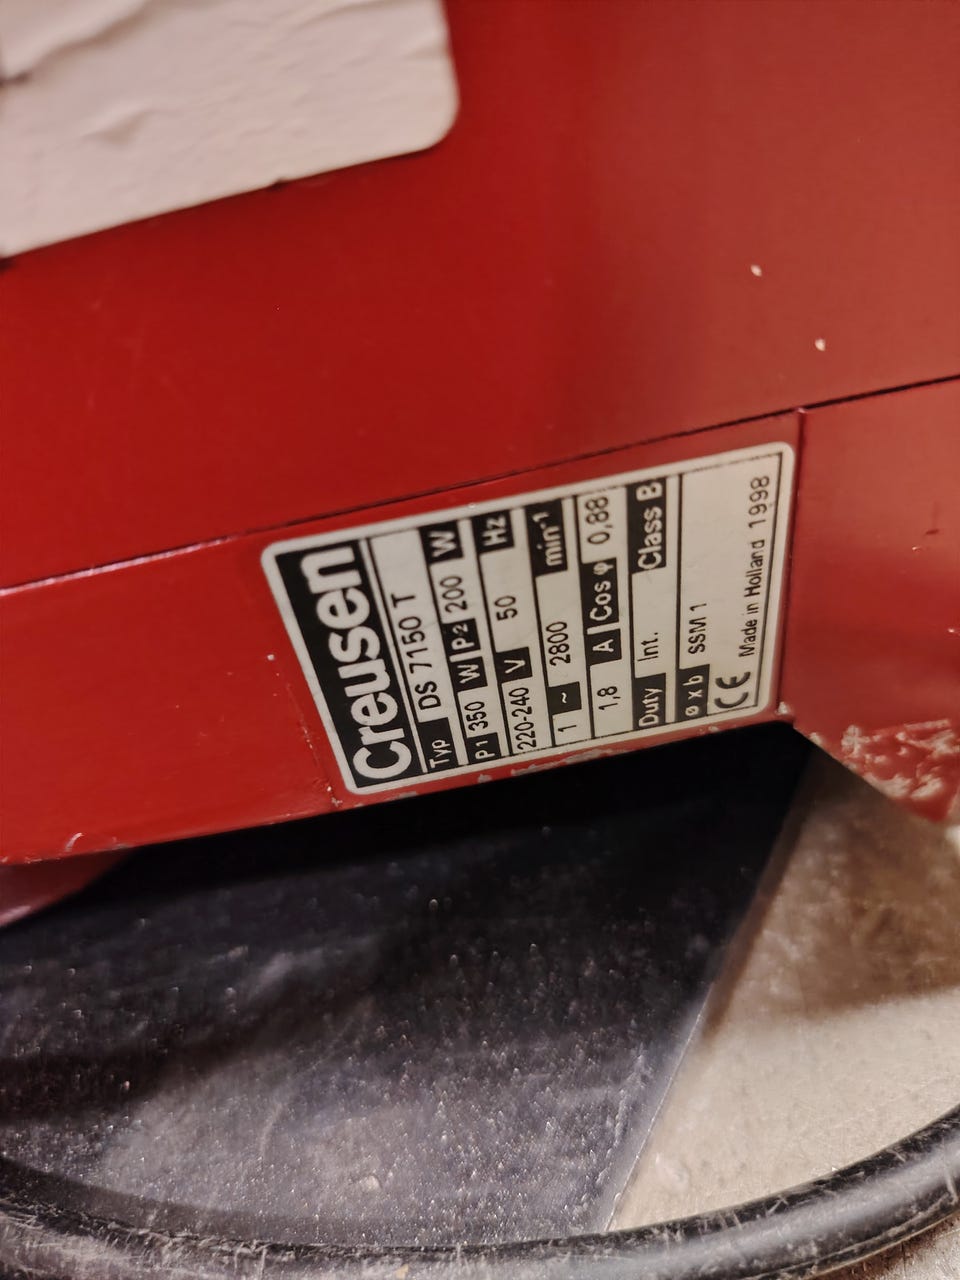 Creusen
Typ DS 7150 T
P1 350 W P2 200 W
220-240 V 50 Hz
1 ~ 2800 min⁻¹
1,8 A Cos φ 0,88
Duty Int. Class B
ø x b SSM 1
CE Made in Holland 1998